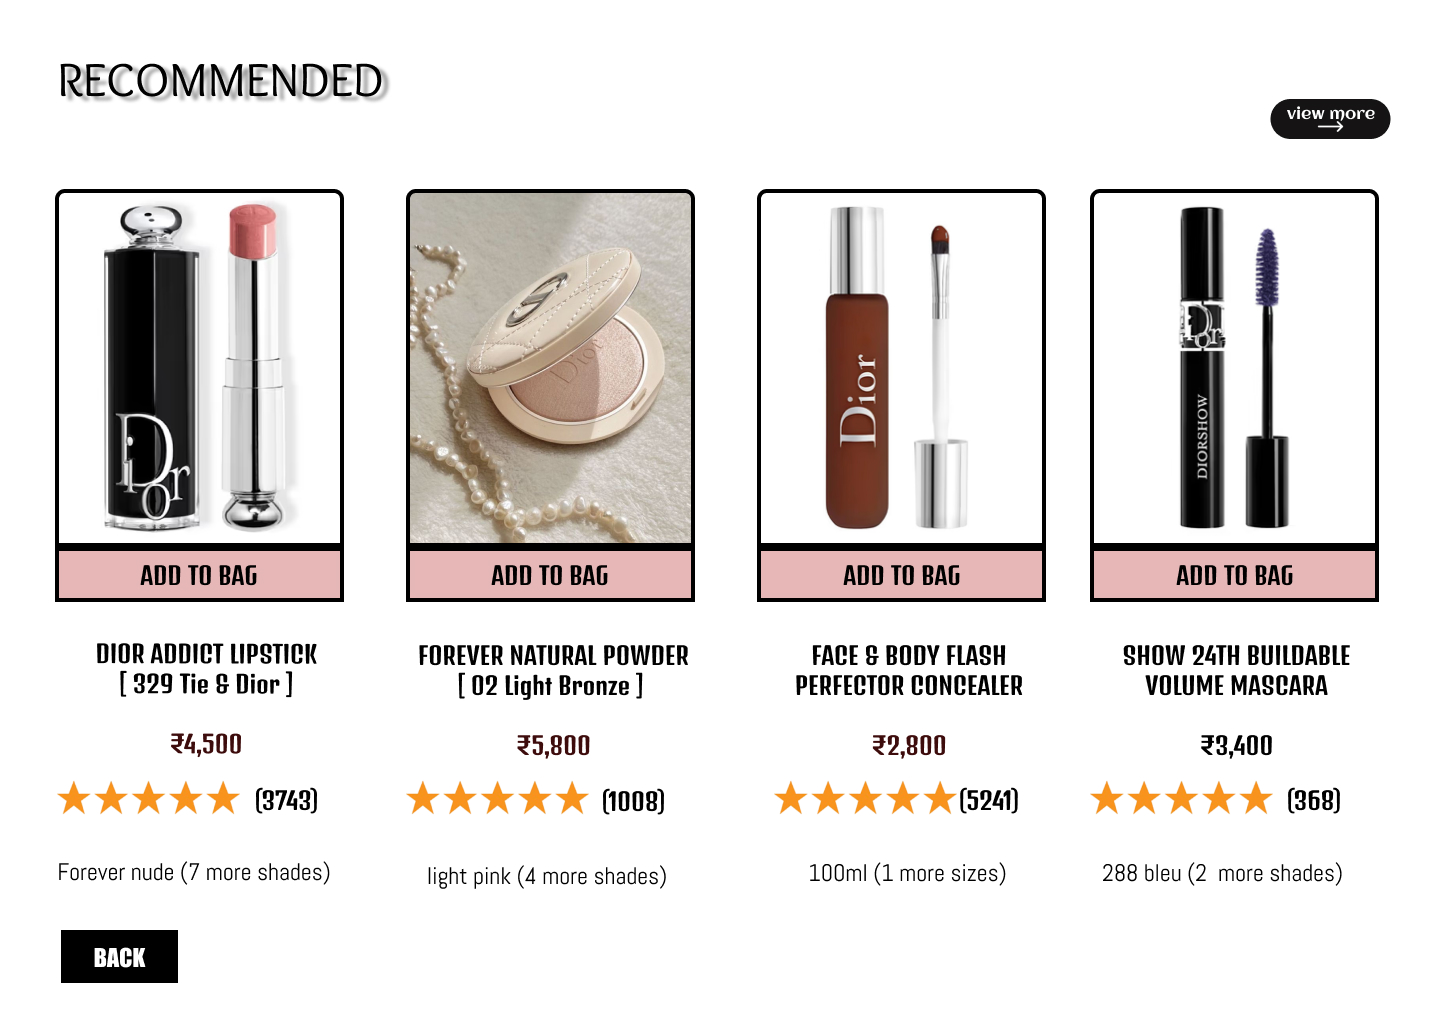 RECOMMENDED
view more
Dior
Dior
Dior
Dior
DIORSHOW
ADD TO BAG
ADD TO BAG
ADD TO BAG
ADD TO BAG
DIOR ADDICT LIPSTICK
[ 329 Tie & Dior ]
₹4,500
(3743)
Forever nude (7 more shades)
FOREVER NATURAL POWDER
[ 02 Light Bronze ]
₹5,800
(1008)
light pink (4 more shades)
FACE & BODY FLASH
PERFECTOR CONCEALER
₹2,800
(5241)
100ml (1 more sizes)
SHOW 24TH BUILDABLE
VOLUME MASCARA
₹3,400
(368)
288 bleu (2  more shades)
BACK